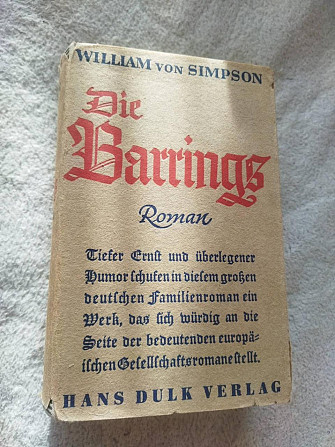 WILLIAM VON SIMPSON
Die
Barrings
Roman
Tiefer Ernst und überlegener
Humor schufen in diesem großen
deutschen Familienroman ein
Werk, das sich würdig an die
Seite der bedeutenden europä-
ischen Gesellschaftsromane stellt.
HANS DULK VERLAG